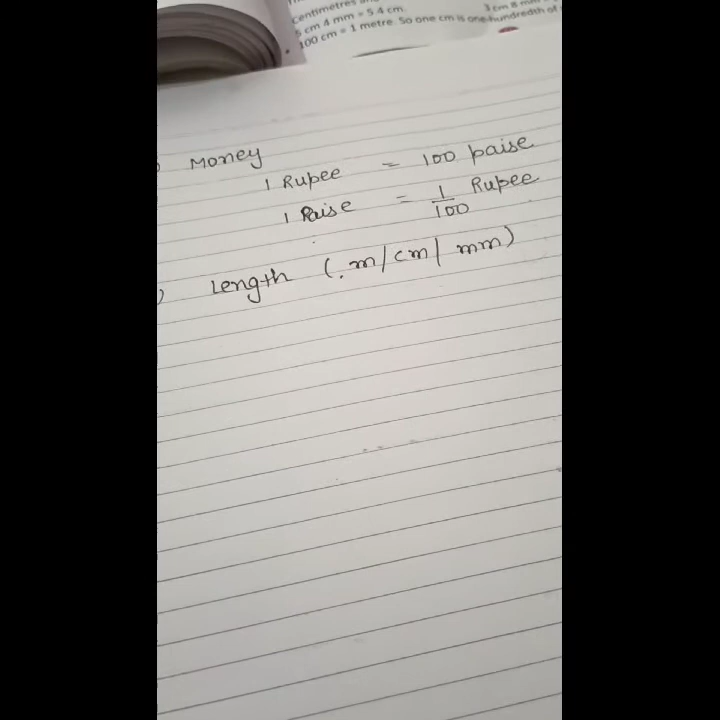 centimetres
5 cm 4 mm = 5.4 cm. 3 cm 8 mm
100 cm = 1 metre. So one cm is one-hundredth of
) Money
1 Rupee = 100 paise
1 Paise = 1/100 Rupee
) Length (.m/cm/ mm)